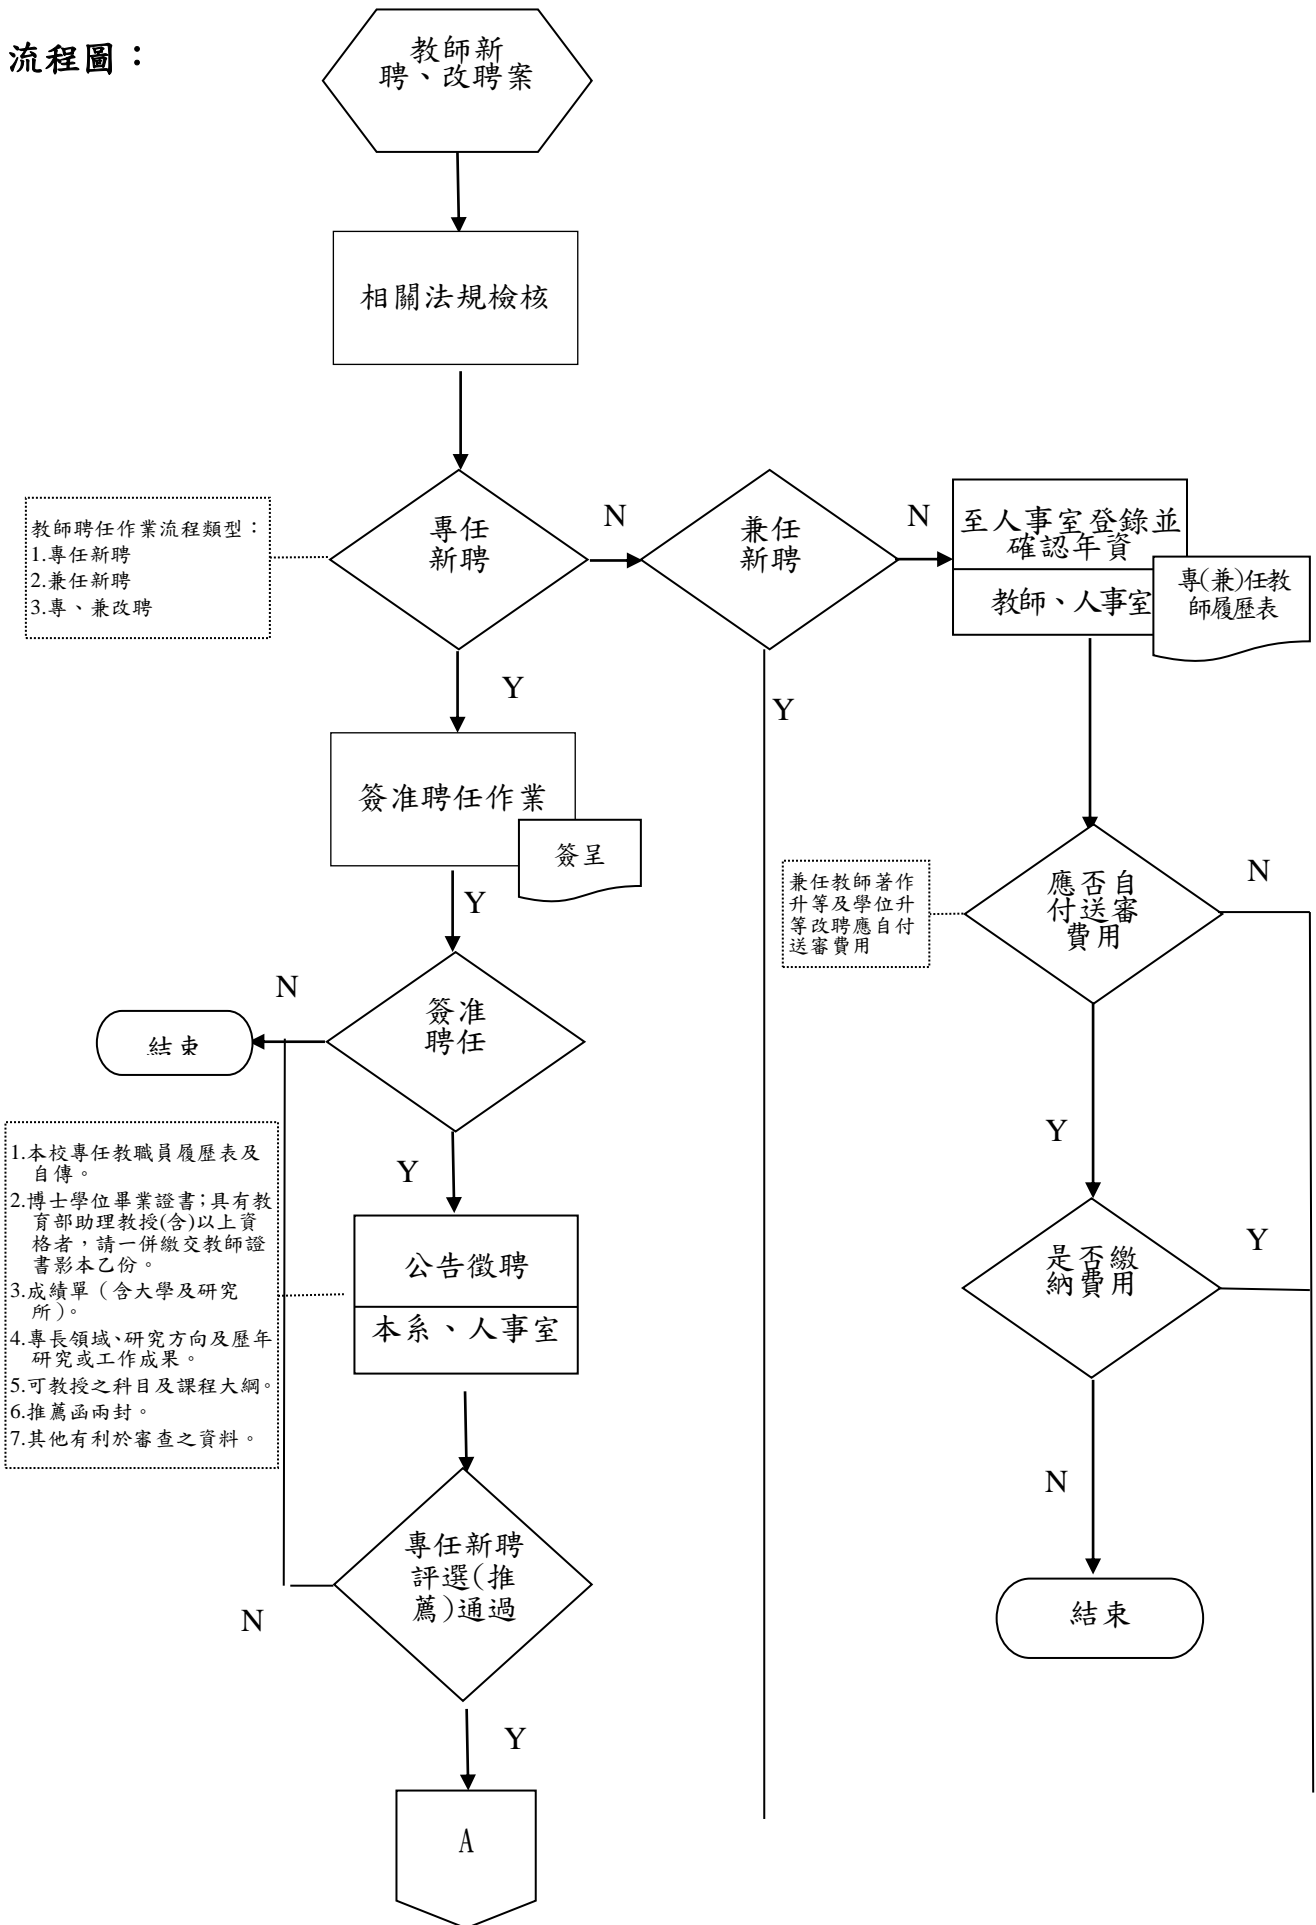 流程圖：
教師新
聘、改聘案
相關法規檢核
教師聘任作業流程類型：
1.專任新聘
2.兼任新聘
3.專、兼改聘
專任
新聘
N
兼任
新聘
N
至人事室登錄並
確認年資
教師、人事室
專(兼)任教
師履歷表
Y
Y
簽准聘任作業
簽呈
Y
兼任教師著作
升等及學位升
等改聘應自付
送審費用
應否自
付送審
費用
N
N
簽准
聘任
結束
Y
Y
1.本校專任教職員履歷表及
自傳。
2.博士學位畢業證書;具有教
育部助理教授(含)以上資
格者，請一併繳交教師證
書影本乙份。
3.成績單（含大學及研究
所）。
4.專長領域、研究方向及歷年
研究或工作成果。
5.可教授之科目及課程大綱。
6.推薦函兩封。
7.其他有利於審查之資料。
公告徵聘
本系、人事室
是否繳
納費用
Y
N
專任新聘
評選(推
薦)通過
N
結束
Y
A